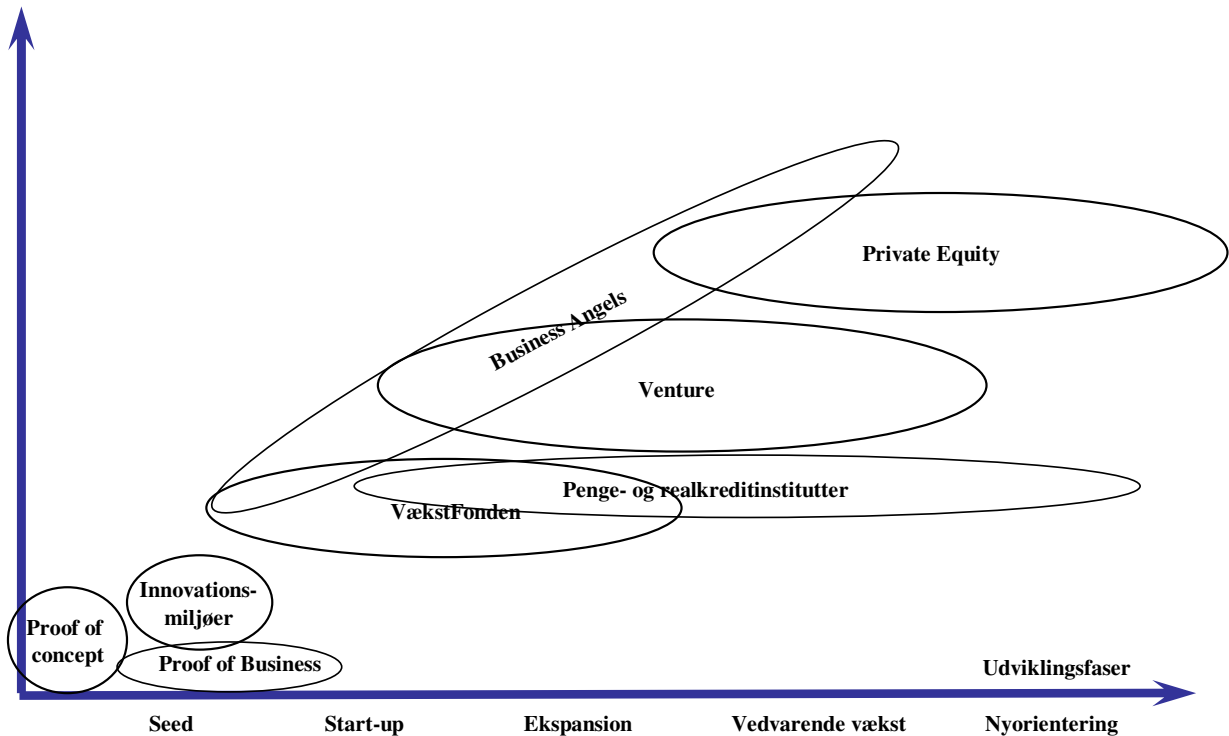 Private Equity
Business Angels
Venture
Penge- og realkreditinstitutter
VækstFonden
Innovations-
miljøer
Proof of
concept
Proof of Business
Udviklingsfaser
Seed
Start-up
Ekspansion
Vedvarende vækst
Nyorientering